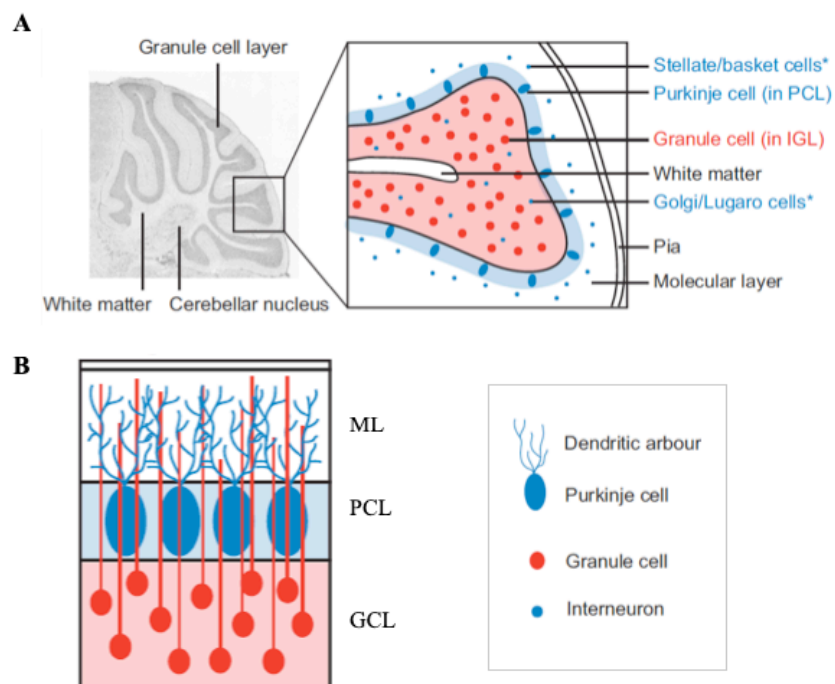 A
Granule cell layer
Stellate/basket cells*
Purkinje cell (in PCL)
Granule cell (in IGL)
White matter
Golgi/Lugaro cells*
Pia
Molecular layer
White matter
Cerebellar nucleus
B
ML
PCL
GCL
Dendritic arbour
Purkinje cell
Granule cell
Interneuron